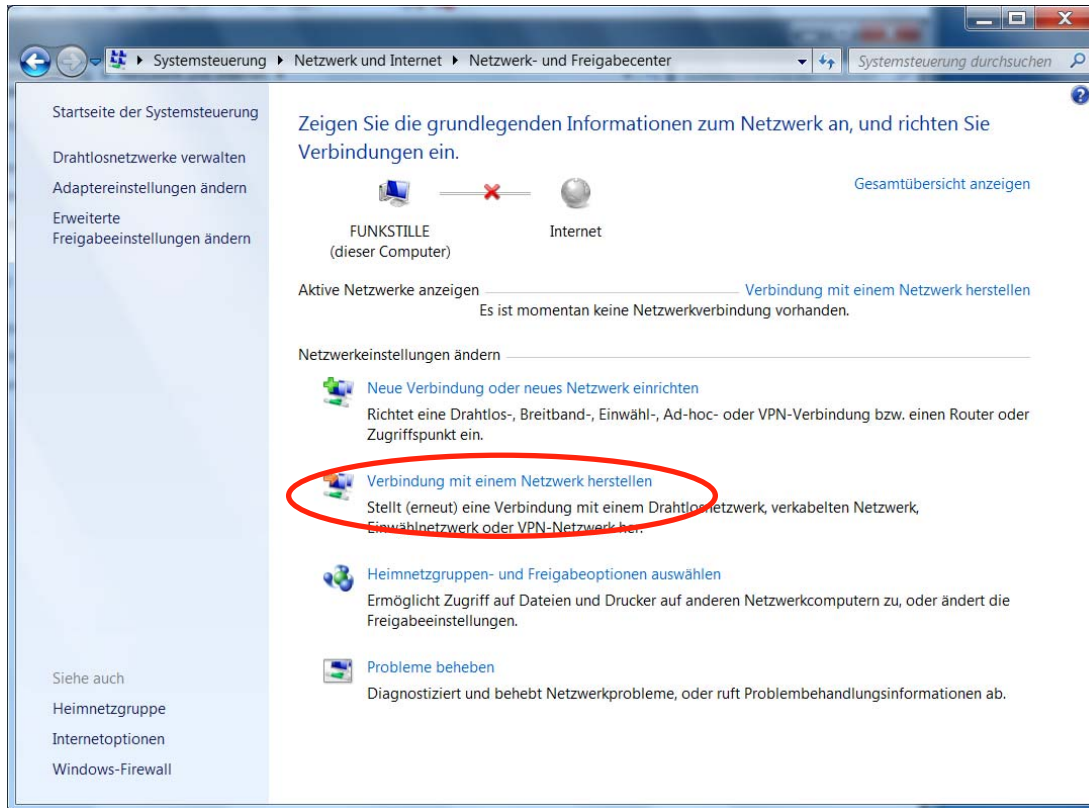 Systemsteuerung ▸ Netzwerk und Internet ▸ Netzwerk- und Freigabecenter
Systemsteuerung durchsuchen
Startseite der Systemsteuerung
Drahtlosnetzwerke verwalten
Adaptereinstellungen ändern
Erweiterte
Freigabeeinstellungen ändern
Zeigen Sie die grundlegenden Informationen zum Netzwerk an, und richten Sie
Verbindungen ein.
Gesamtübersicht anzeigen
FUNKSTILLE
(dieser Computer)
Internet
Aktive Netzwerke anzeigen
Verbindung mit einem Netzwerk herstellen
Es ist momentan keine Netzwerkverbindung vorhanden.
Netzwerkeinstellungen ändern
Neue Verbindung oder neues Netzwerk einrichten
Richtet eine Drahtlos-, Breitband-, Einwähl-, Ad-hoc- oder VPN-Verbindung bzw. einen Router oder
Zugriffspunkt ein.
Verbindung mit einem Netzwerk herstellen
Stellt (erneut) eine Verbindung mit einem Drahtlosnetzwerk, verkabelten Netzwerk,
Einwählnetzwerk oder VPN-Netzwerk her.
Heimnetzgruppen- und Freigabeoptionen auswählen
Ermöglicht Zugriff auf Dateien und Drucker auf anderen Netzwerkcomputern zu, oder ändert die
Freigabeeinstellungen.
Probleme beheben
Diagnostiziert und behebt Netzwerkprobleme, oder ruft Problembehandlungsinformationen ab.
Siehe auch
Heimnetzgruppe
Internetoptionen
Windows-Firewall